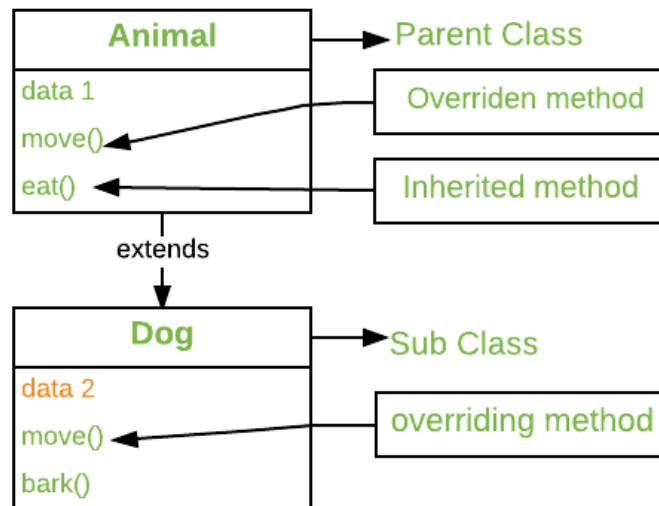 Animal
Parent Class
data 1
Overriden method
move()
eat()
Inherited method
extends
Dog
Sub Class
data 2
move()
overriding method
bark()